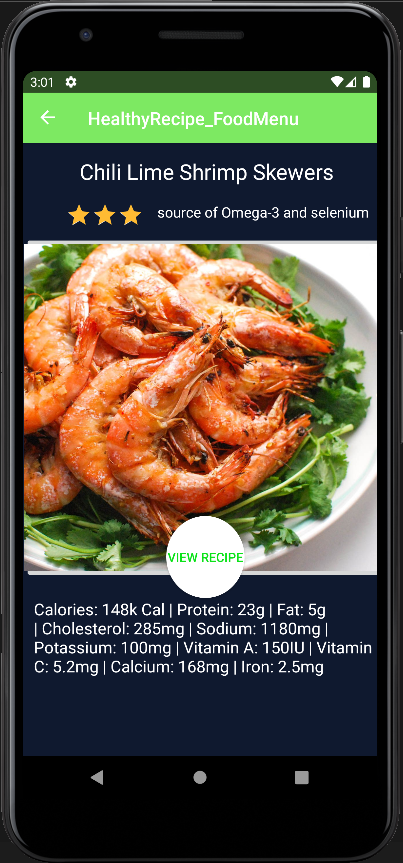 3:01
HealthyRecipe_FoodMenu
Chili Lime Shrimp Skewers
source of Omega-3 and selenium
VIEW RECIPE
Calories: 148k Cal | Protein: 23g | Fat: 5g
| Cholesterol: 285mg | Sodium: 1180mg |
Potassium: 100mg | Vitamin A: 150IU | Vitamin
C: 5.2mg | Calcium: 168mg | Iron: 2.5mg